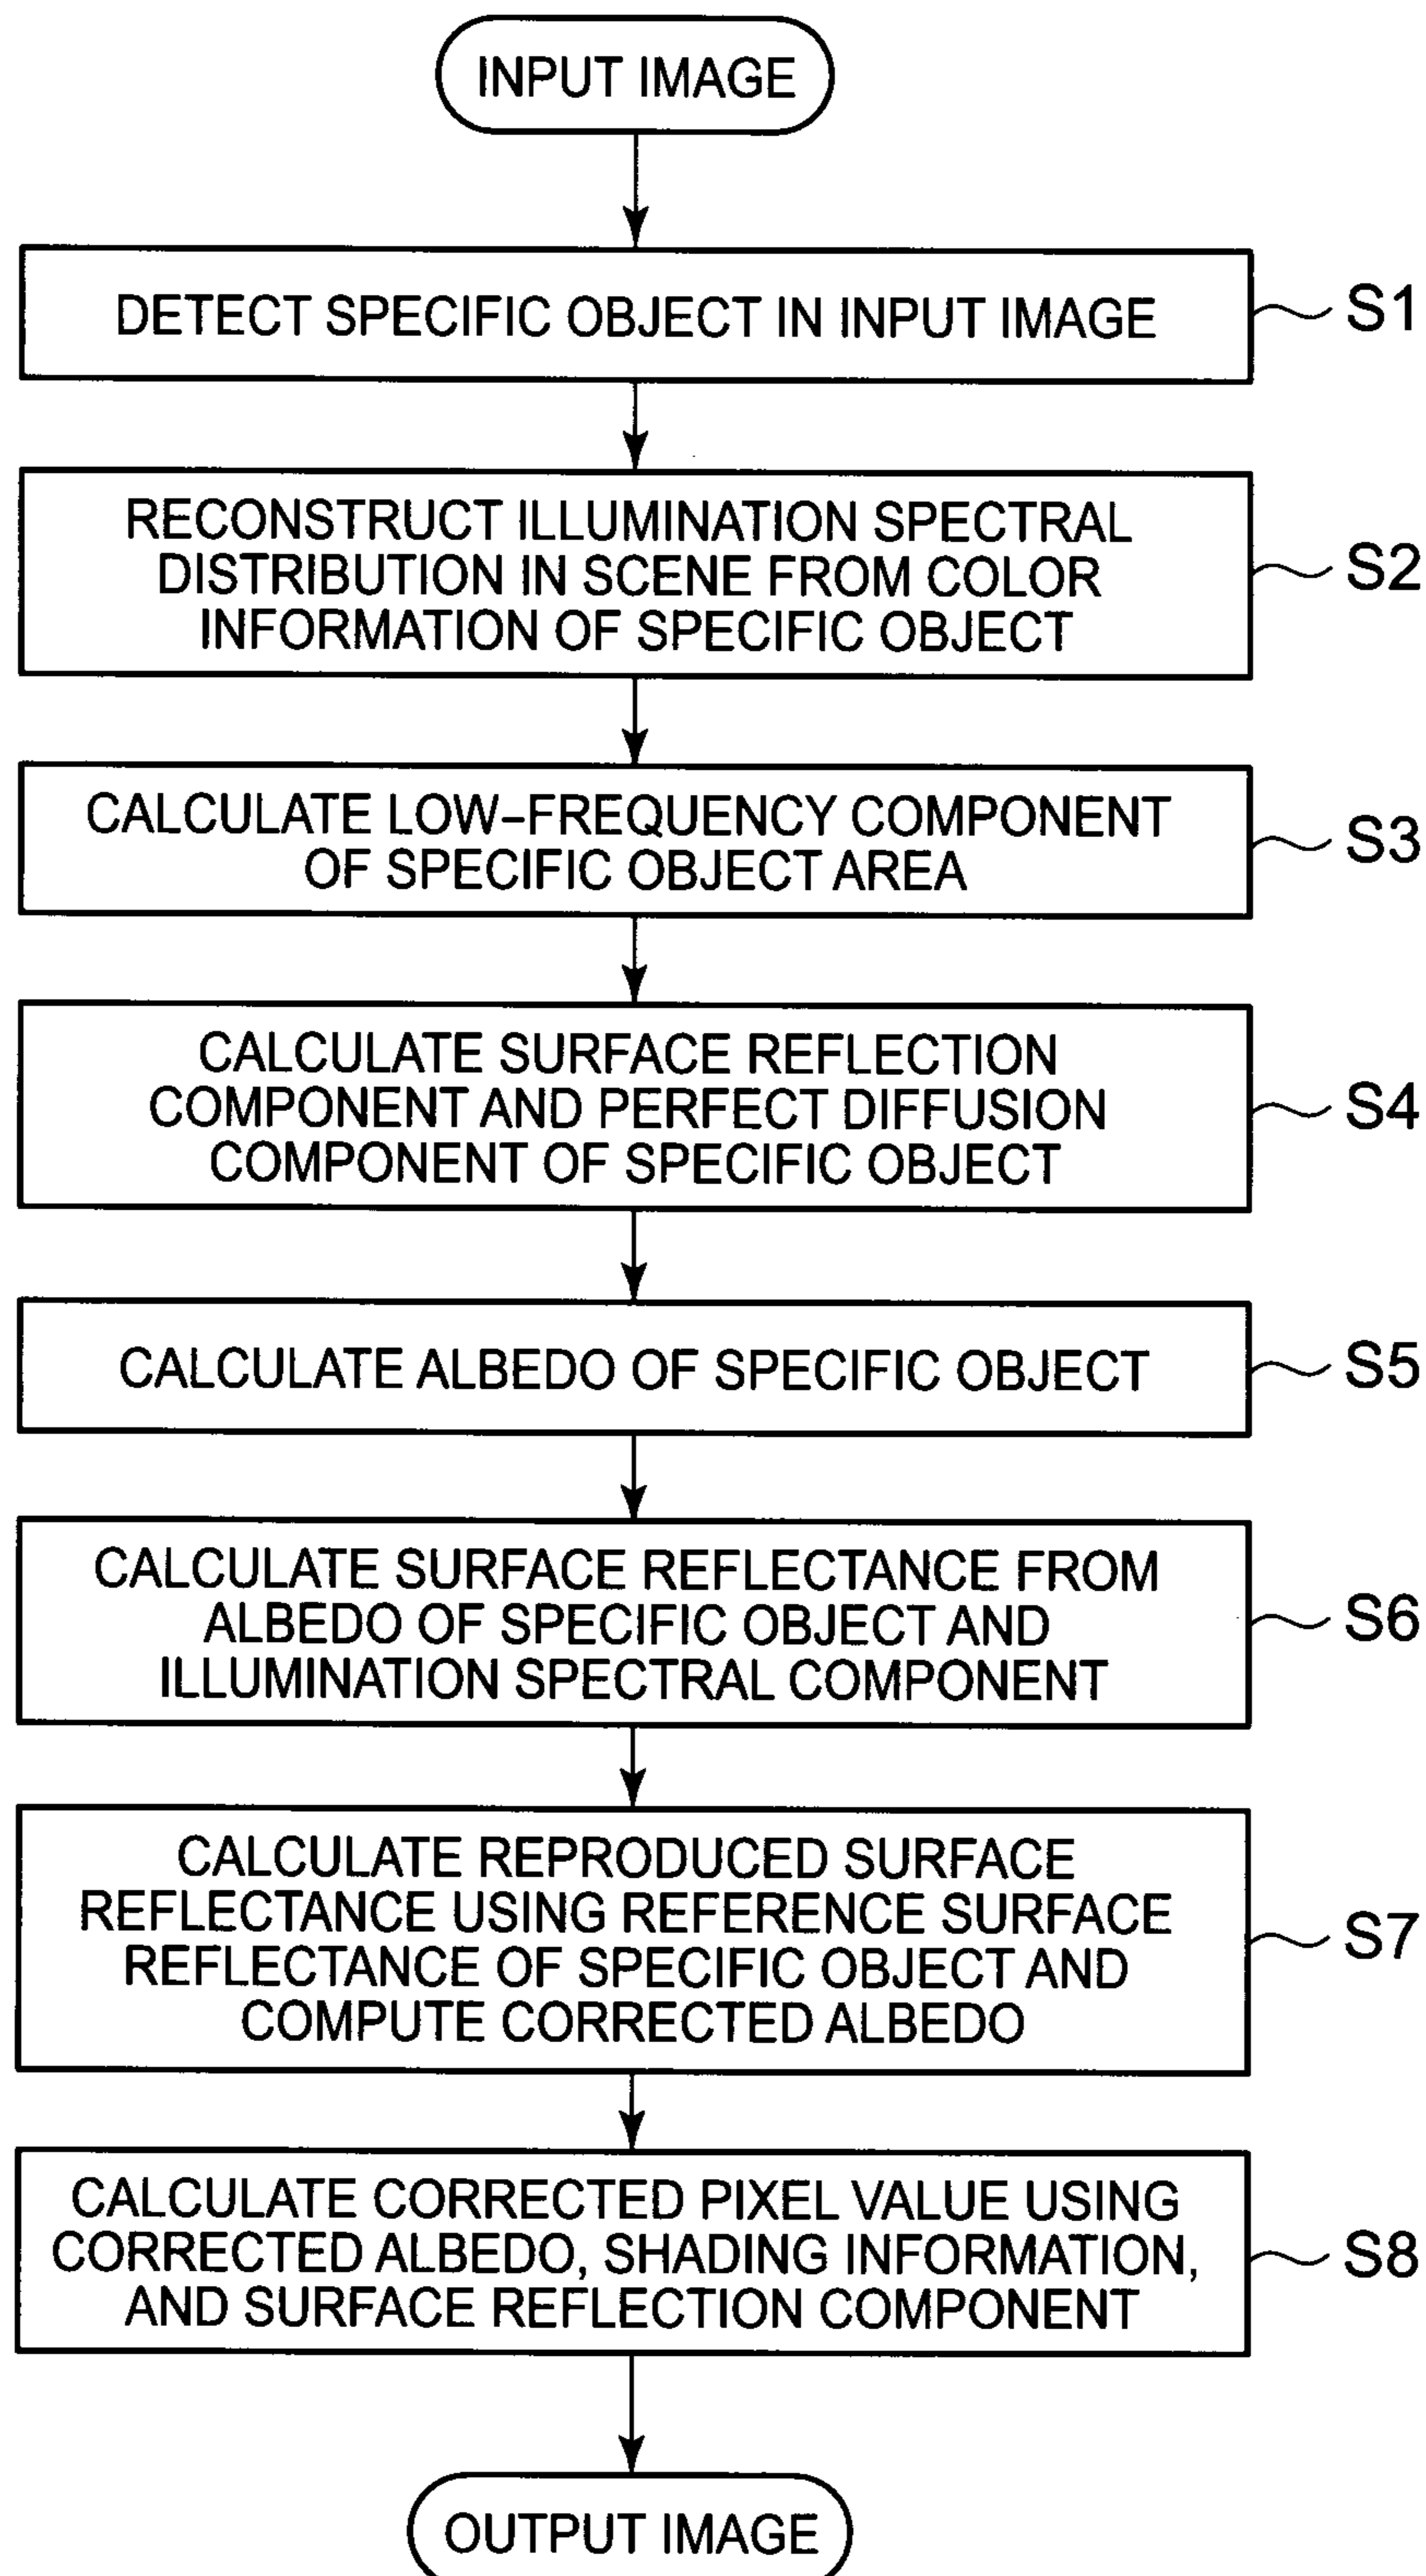 INPUT IMAGE
DETECT SPECIFIC OBJECT IN INPUT IMAGE
S1
RECONSTRUCT ILLUMINATION SPECTRAL
DISTRIBUTION IN SCENE FROM COLOR
INFORMATION OF SPECIFIC OBJECT
S2
CALCULATE LOW-FREQUENCY COMPONENT
OF SPECIFIC OBJECT AREA
S3
CALCULATE SURFACE REFLECTION
COMPONENT AND PERFECT DIFFUSION
COMPONENT OF SPECIFIC OBJECT
S4
CALCULATE ALBEDO OF SPECIFIC OBJECT
S5
CALCULATE SURFACE REFLECTANCE FROM
ALBEDO OF SPECIFIC OBJECT AND
ILLUMINATION SPECTRAL COMPONENT
S6
CALCULATE REPRODUCED SURFACE
REFLECTANCE USING REFERENCE SURFACE
REFLECTANCE OF SPECIFIC OBJECT AND
COMPUTE CORRECTED ALBEDO
S7
CALCULATE CORRECTED PIXEL VALUE USING
CORRECTED ALBEDO, SHADING INFORMATION,
AND SURFACE REFLECTION COMPONENT
S8
OUTPUT IMAGE